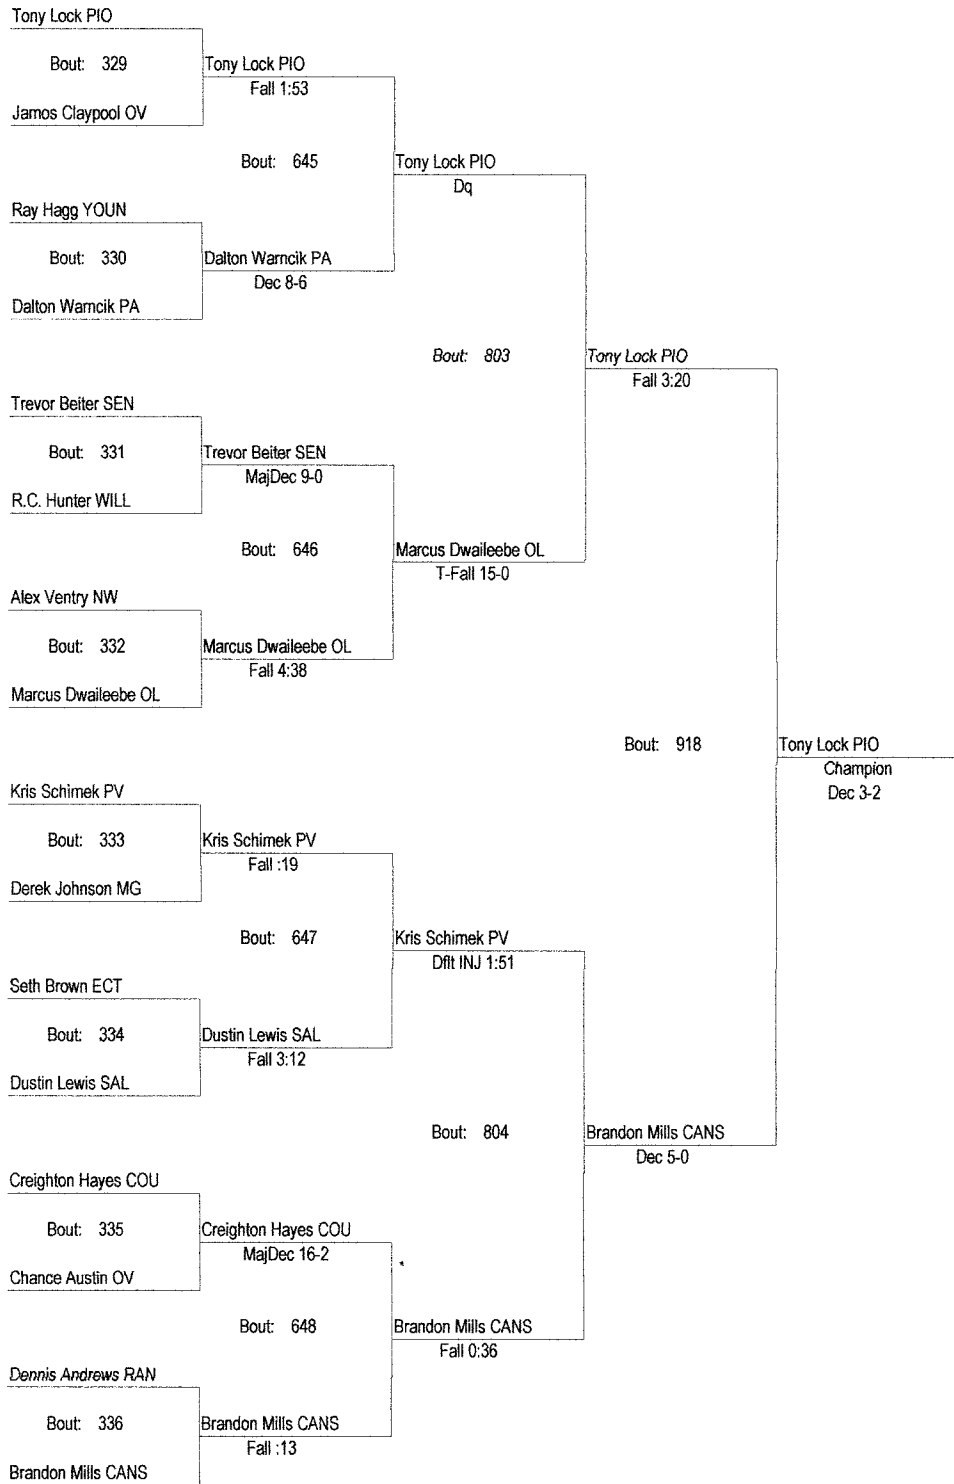 Tony Lock PIO
Bout: 329
Tony Lock PIO
Fall 1:53
Jamos Claypool OV
Bout: 645
Tony Lock PIO
Dq
Ray Hagg YOUN
Bout: 330
Dalton Warncik PA
Dec 8-6
Dalton Warncik PA
Bout: 803
Tony Lock PIO
Fall 3:20
Trevor Beiter SEN
Bout: 331
Trevor Beiter SEN
MajDec 9-0
R.C. Hunter WILL
Bout: 646
Marcus Dwaileebe OL
T-Fall 15-0
Alex Ventry NW
Bout: 332
Marcus Dwaileebe OL
Fall 4:38
Marcus Dwaileebe OL
Bout: 918
Tony Lock PIO
Champion
Dec 3-2
Kris Schimek PV
Bout: 333
Kris Schimek PV
Fall :19
Derek Johnson MG
Bout: 647
Kris Schimek PV
Dflt INJ 1:51
Seth Brown ECT
Bout: 334
Dustin Lewis SAL
Fall 3:12
Dustin Lewis SAL
Bout: 804
Brandon Mills CANS
Dec 5-0
Creighton Hayes COU
Bout: 335
Creighton Hayes COU
MajDec 16-2
Chance Austin OV
Bout: 648
Brandon Mills CANS
Fall 0:36
Dennis Andrews RAN
Bout: 336
Brandon Mills CANS
Fall :13
Brandon Mills CANS